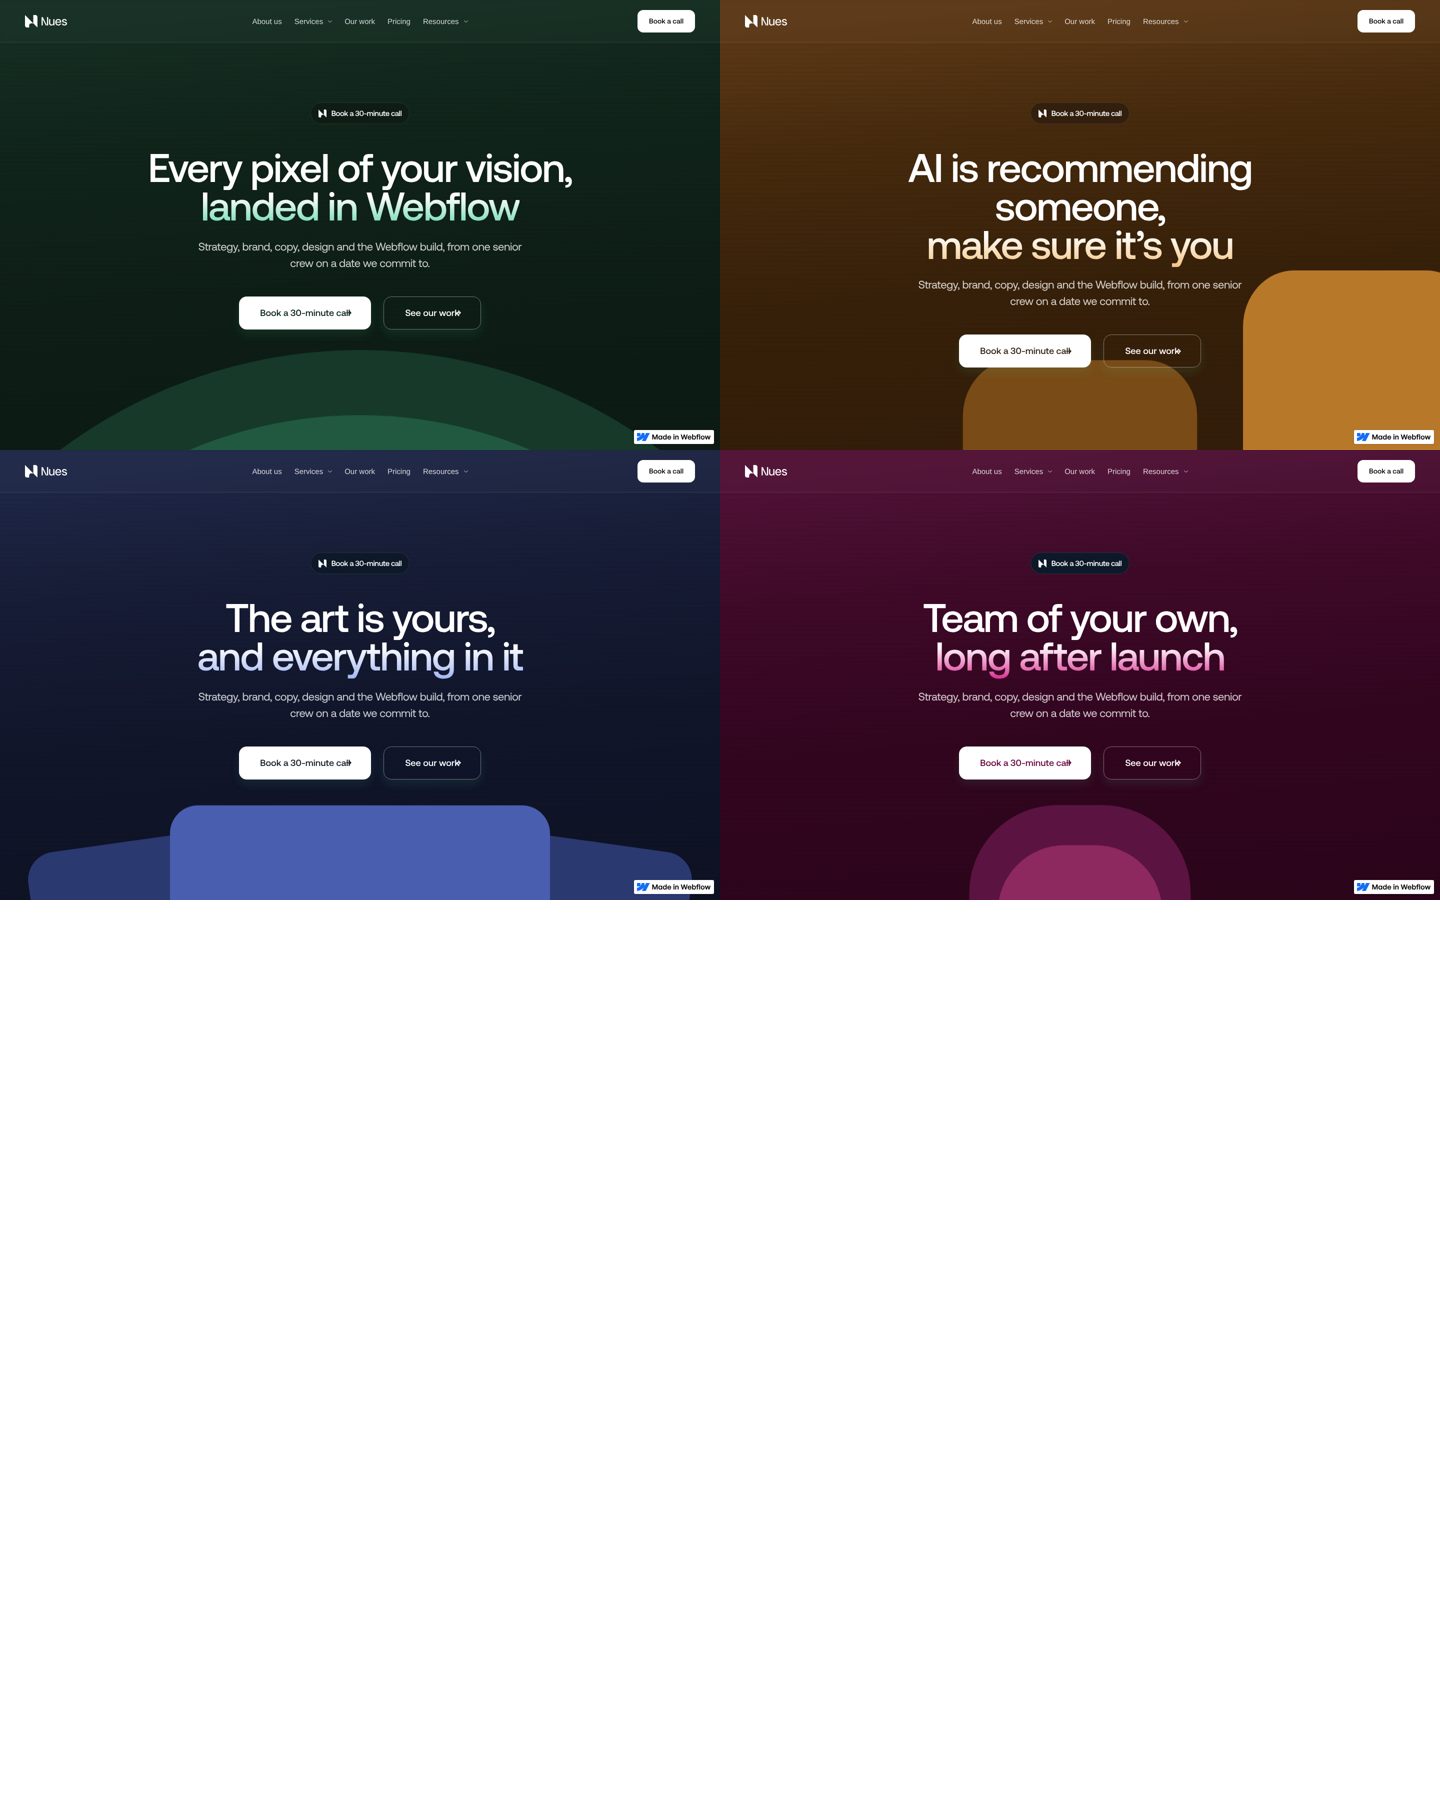 Nues About us Services Our work Pricing Resources Book a call
Book a 30-minute call
Every pixel of your vision,
landed in Webflow
Strategy, brand, copy, design and the Webflow build, from one senior
crew on a date we commit to.
Book a 30-minute call See our work
Made in Webflow
Nues About us Services Our work Pricing Resources Book a call
Book a 30-minute call
AI is recommending
someone,
make sure it’s you
Strategy, brand, copy, design and the Webflow build, from one senior
crew on a date we commit to.
Book a 30-minute call See our work
Made in Webflow
Nues About us Services Our work Pricing Resources Book a call
Book a 30-minute call
The art is yours,
and everything in it
Strategy, brand, copy, design and the Webflow build, from one senior
crew on a date we commit to.
Book a 30-minute call See our work
Made in Webflow
Nues About us Services Our work Pricing Resources Book a call
Book a 30-minute call
Team of your own,
long after launch
Strategy, brand, copy, design and the Webflow build, from one senior
crew on a date we commit to.
Book a 30-minute call See our work
Made in Webflow